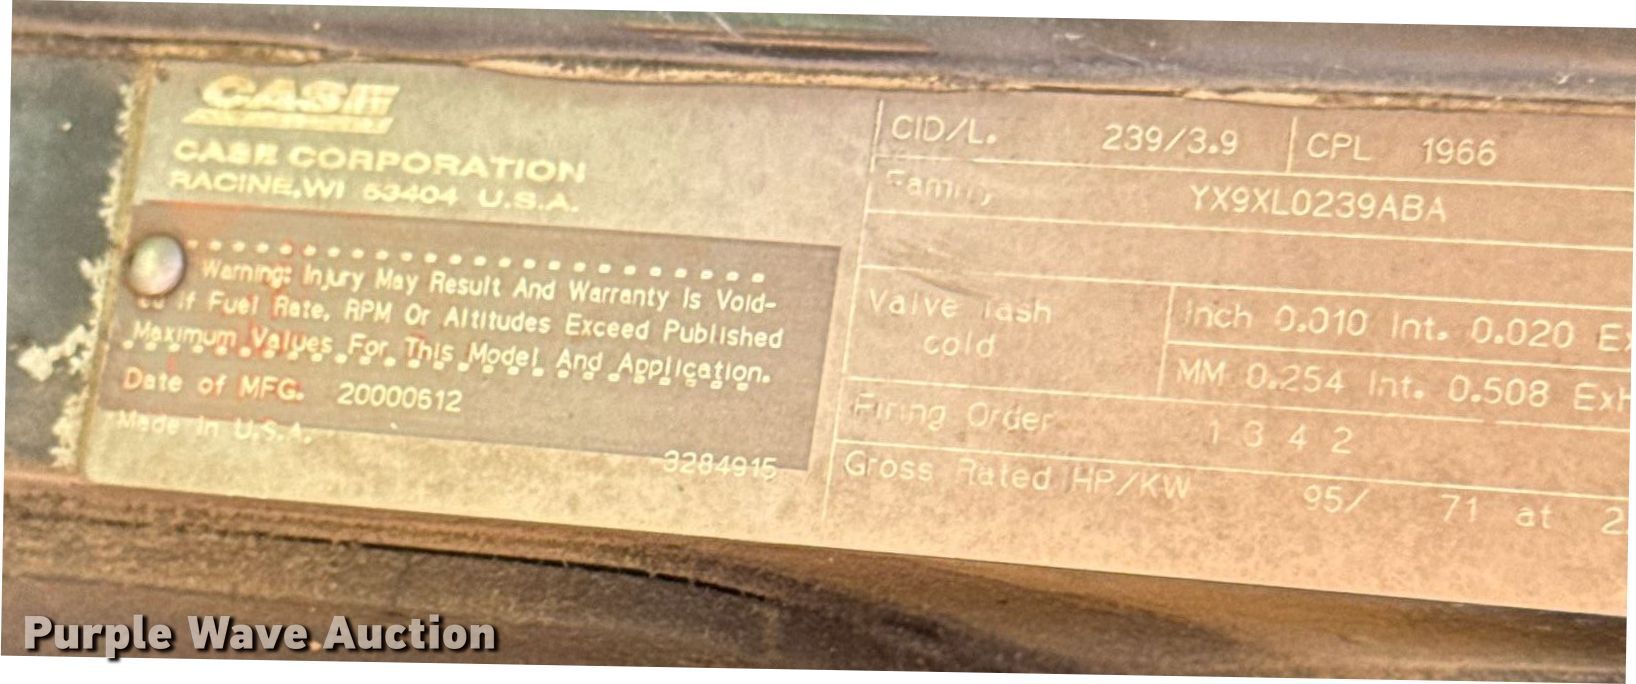 CASE
CASE CORPORATION
RACINE, WI 53404 U.S.A.
Warning: Injury May Result And Warranty Is Void-
ed If Fuel Rate, RPM Or Altitudes Exceed Published
Maximum Values For This Model And Application.
Date of MFG. 20000612
Made in U.S.A.
3284915
CID/L. 239/3.9 CPL 1966
Family YX9XL0239ABA
Valve lash
cold
Inch 0.010 Int. 0.020
MM 0.254 Int. 0.508
Firing Order 1 3 4 2
Gross Rated HP/KW 95/ 71 at
Purple Wave Auction